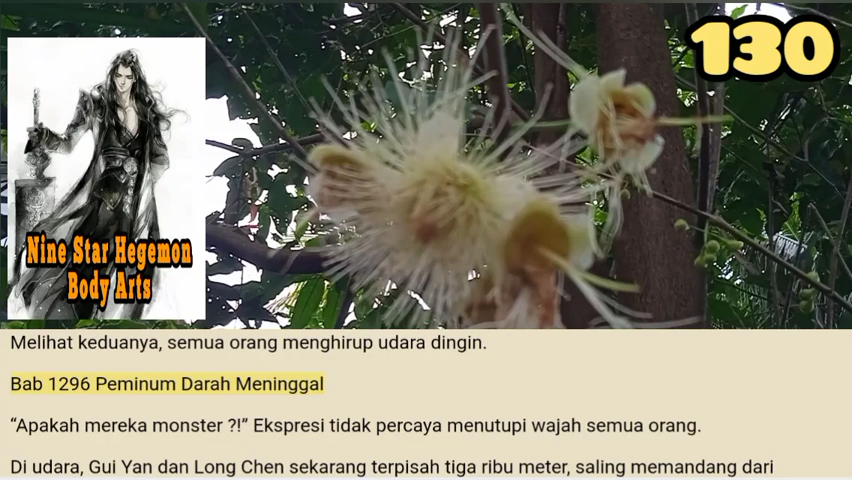 130
Nine Star Hegemon
Body Arts
Melihat keduanya, semua orang menghirup udara dingin.
Bab 1296 Peminum Darah Meninggal
“Apakah mereka monster ?!” Ekspresi tidak percaya menutupi wajah semua orang.
Di udara, Gui Yan dan Long Chen sekarang terpisah tiga ribu meter, saling memandang dari